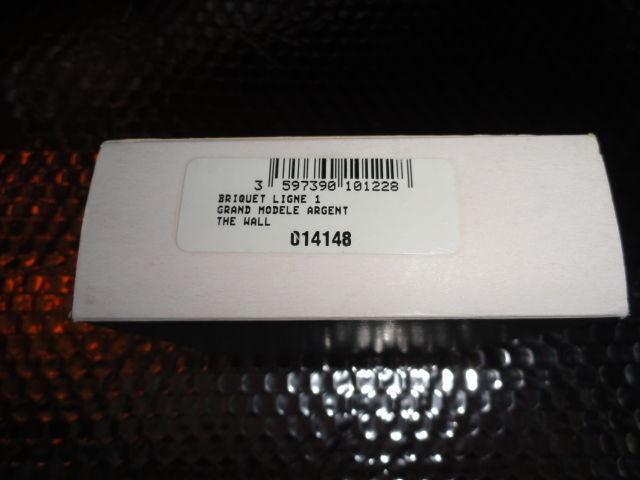 3 597390 101228
BRIQUET LIGNE 1
GRAND MODELE ARGENT
THE WALL
014148